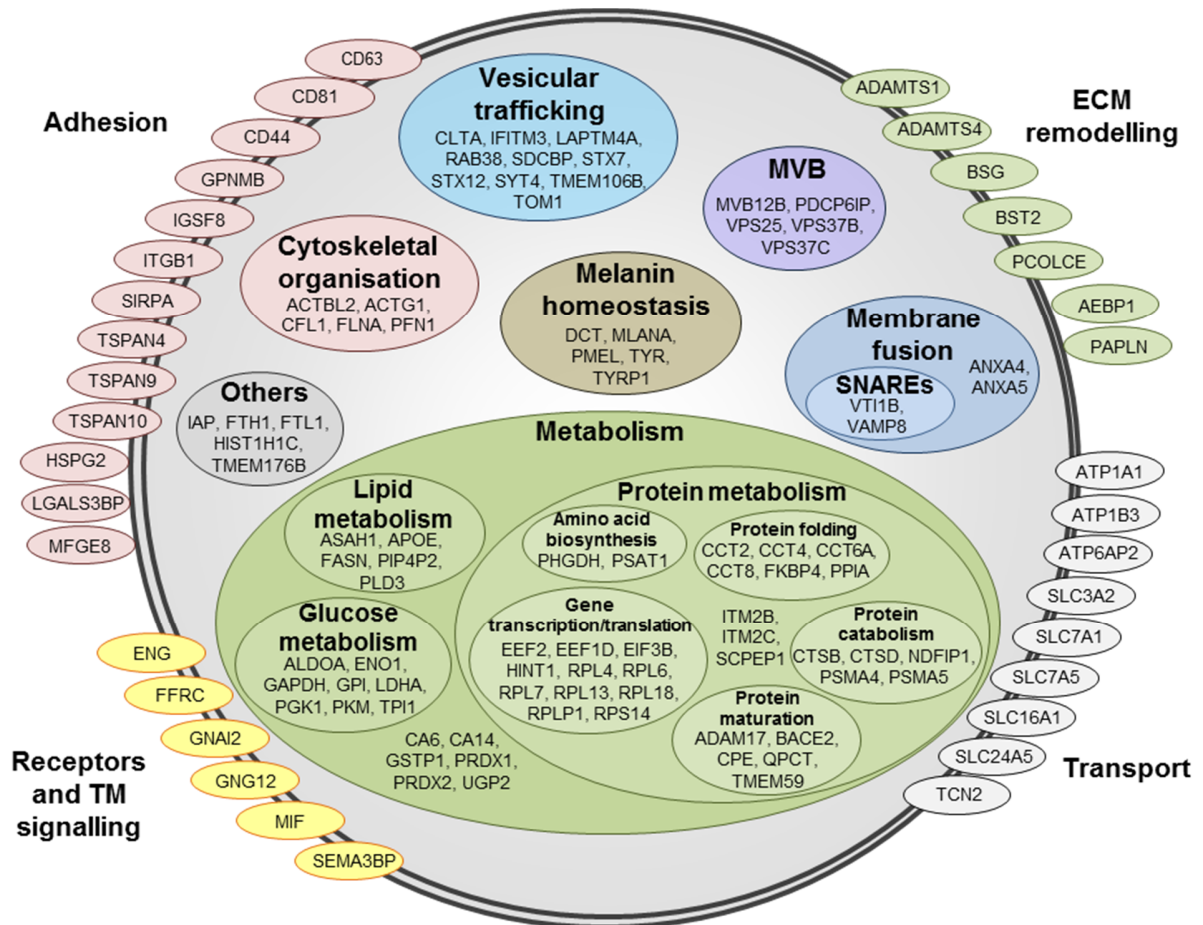 Adhesion
CD63
CD81
CD44
GPNMB
IGSF8
ITGB1
SIRPA
TSPAN4
TSPAN9
TSPAN10
HSPG2
LGALS3BP
MFGE8
Vesicular
trafficking
CLTA, IFITM3, LAPTM4A,
RAB38, SDCBP, STX7,
STX12, SYT4, TMEM106B,
TOM1
MVB
MVB12B, PDCP6IP,
VPS25, VPS37B,
VPS37C
ECM
remodelling
ADAMTS1
ADAMTS4
BSG
BST2
PCOLCE
AEBP1
PAPLN
Cytoskeletal
organisation
ACTBL2, ACTG1,
CFL1, FLNA, PFN1
Melanin
homeostasis
DCT, MLANA,
PMEL, TYR,
TYRP1
Membrane
fusion
ANXA4,
ANXA5
SNAREs
VTI1B,
VAMP8
Others
IAP, FTH1, FTL1,
HIST1H1C,
TMEM176B
Metabolism
Lipid
metabolism
ASAH1, APOE,
FASN, PIP4P2,
PLD3
Glucose
metabolism
ALDOA, ENO1,
GAPDH, GPI, LDHA,
PGK1, PKM, TPI1
CA6, CA14,
GSTP1, PRDX1,
PRDX2, UGP2
Protein metabolism
Amino acid
biosynthesis
PHGDH, PSAT1
Protein folding
CCT2, CCT4, CCT6A,
CCT8, FKBP4, PPIA
Gene
transcription/translation
EEF2, EEF1D, EIF3B,
HINT1, RPL4, RPL6,
RPL7, RPL13, RPL18,
RPLP1, RPS14
ITM2B,
ITM2C,
SCPEP1
Protein
catabolism
CTSB, CTSD, NDFIP1,
PSMA4, PSMA5
Protein
maturation
ADAM17, BACE2,
CPE, QPCT,
TMEM59
ATP1A1
ATP1B3
ATP6AP2
SLC3A2
SLC7A1
SLC7A5
SLC16A1
SLC24A5
TCN2
Transport
ENG
FFRC
GNAI2
GNG12
MIF
SEMA3BP
Receptors
and TM
signalling